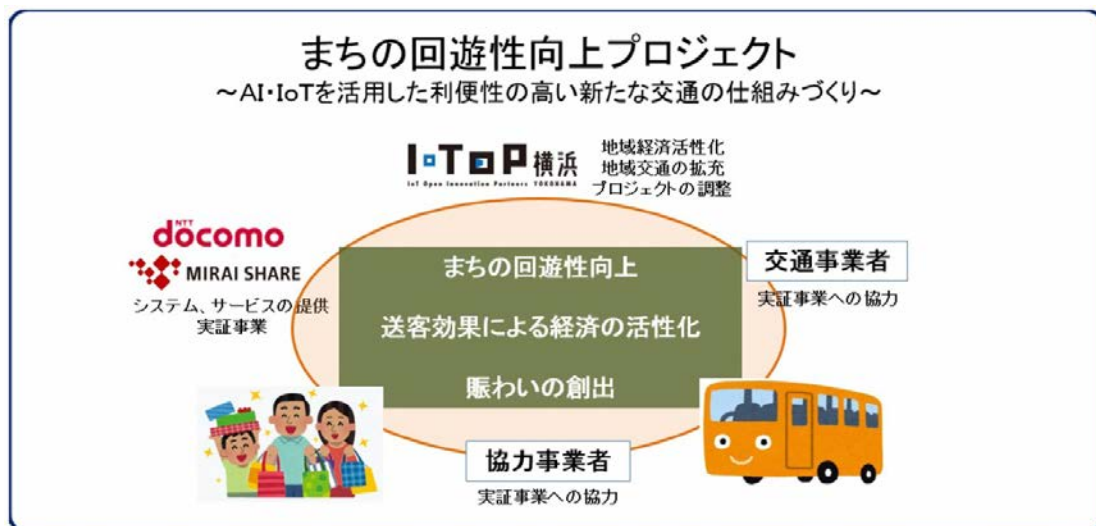 まちの回遊性向上プロジェクト
～AI・IoTを活用した利便性の高い新たな交通の仕組みづくり～
I・TOP横浜
IoT Open Innovation Partners YOKOHAMA
地域経済活性化
地域交通の拡充
プロジェクトの調整
NTT
docomo
MIRAI SHARE
システム、サービスの提供
実証事業
まちの回遊性向上
送客効果による経済の活性化
賑わいの創出
交通事業者
実証事業への協力
協力事業者
実証事業への協力